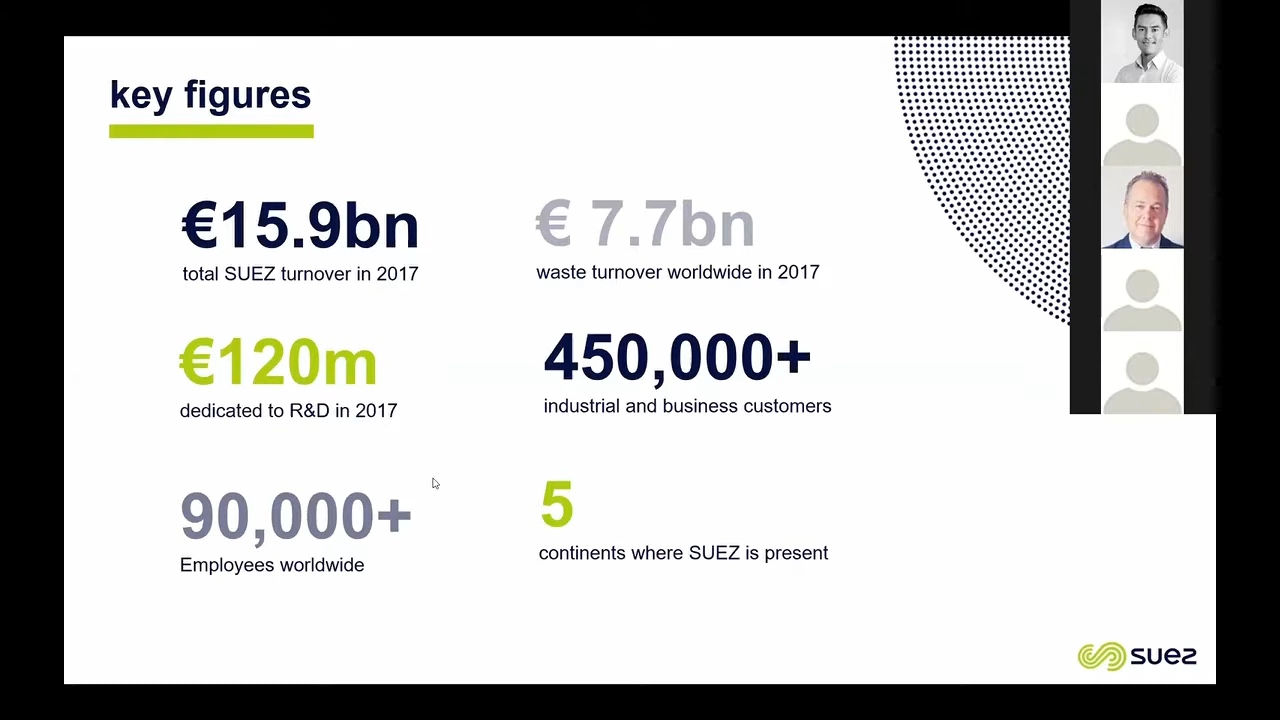 key figures
€15.9bn
total SUEZ turnover in 2017
€ 7.7bn
waste turnover worldwide in 2017
€120m
dedicated to R&D in 2017
450,000+
industrial and business customers
90,000+
Employees worldwide
5
continents where SUEZ is present
suez